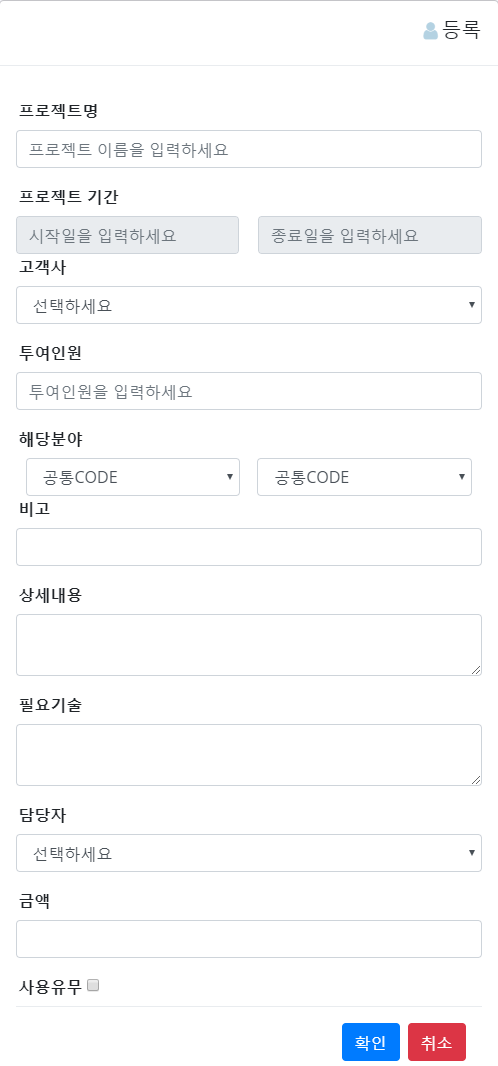 등록
프로젝트명
프로젝트 이름을 입력하세요
프로젝트 기간
시작일을 입력하세요 종료일을 입력하세요
고객사
선택하세요
투여인원
투여인원을 입력하세요
해당분야
공통CODE 공통CODE
비고
상세내용
필요기술
담당자
선택하세요
금액
사용유무
확인 취소